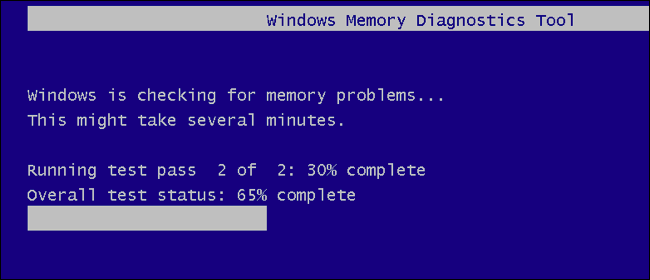 Windows Memory Diagnostics Tool
Windows is checking for memory problems...
This might take several minutes.
Running test pass  2 of  2: 30% complete
Overall test status: 65% complete